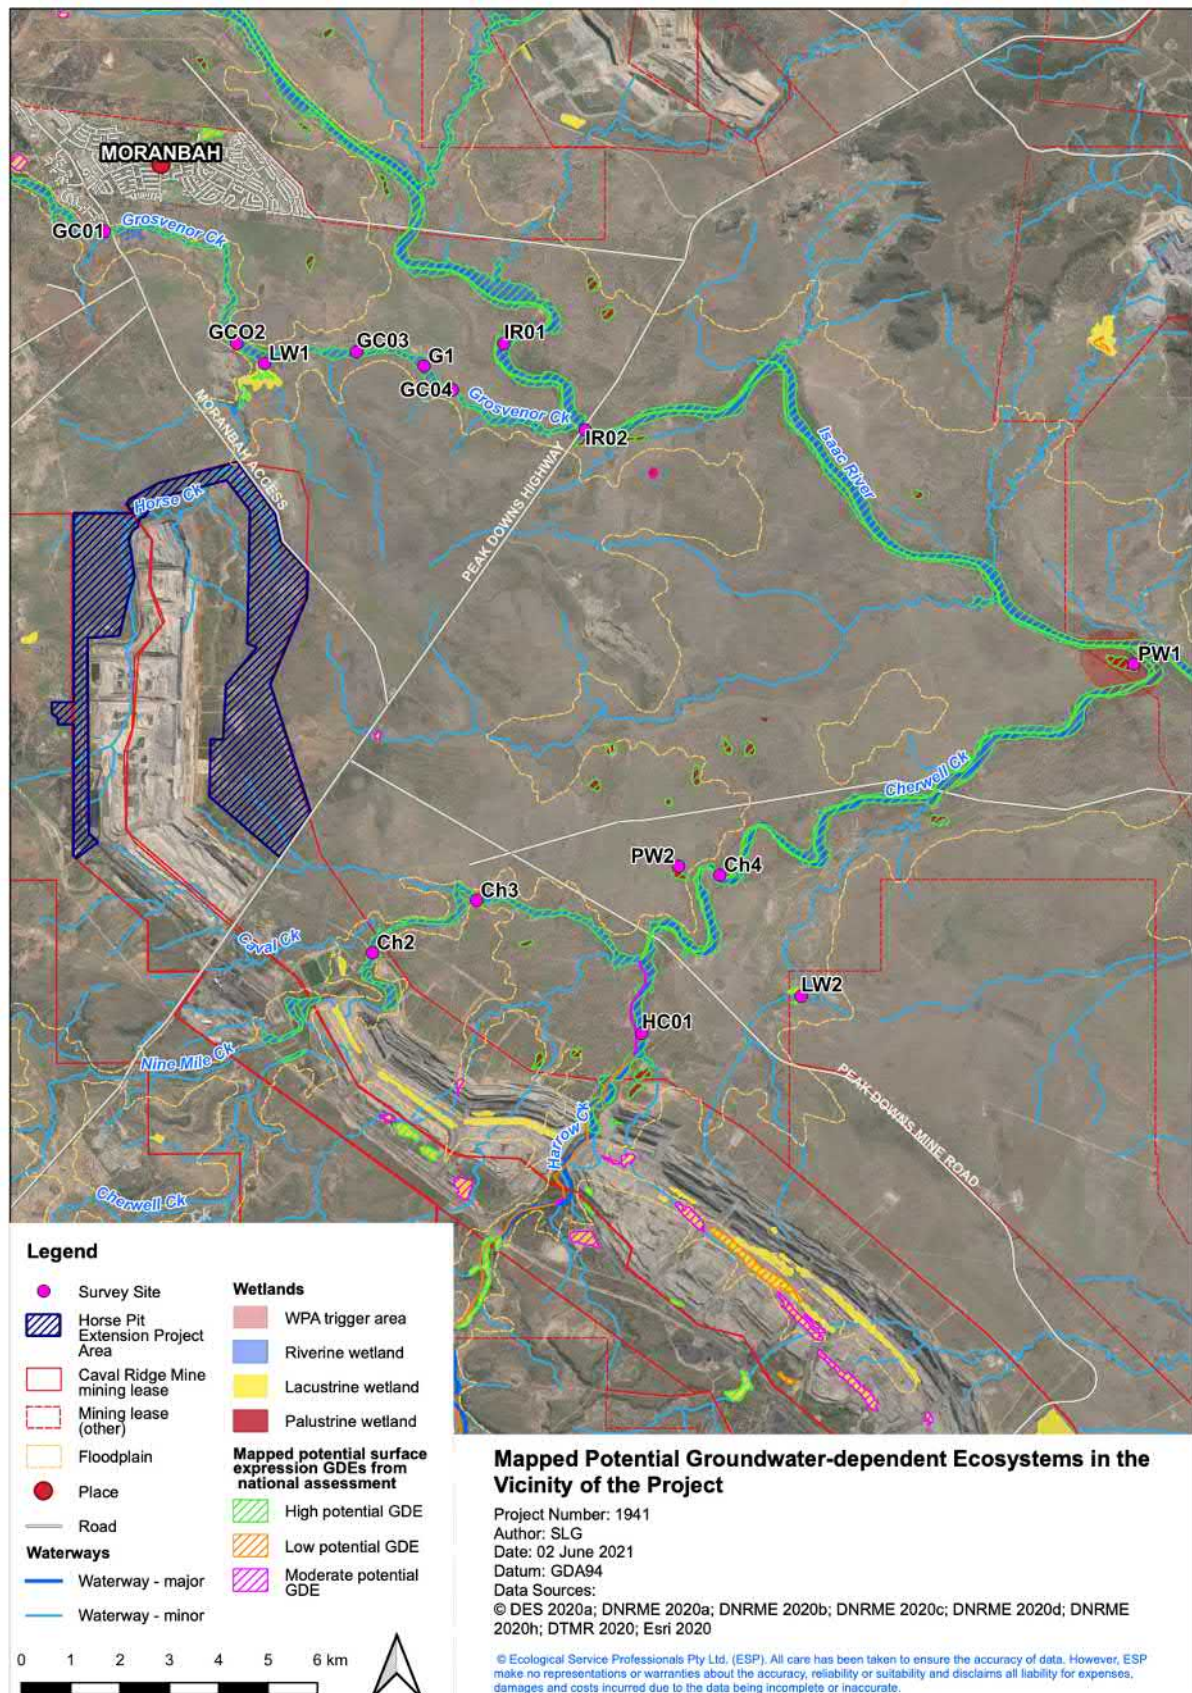 MORANBAH
GC01
Grosvenor Ck
GCO2
LW1
GC03
G1
GC04
IR01
Grosvenor Ck
IR02
MORANBAH ACCESS
Horse Ck
PEAK DOWNS HIGHWAY
Isaac River
PW1
Cherwell Ck
PW2
Ch4
Ch3
Caval Ck
Ch2
LW2
HC01
Nine Mile Ck
PEAK DOWNS MINE ROAD
Harrow Ck
Cherwell Ck
CK
Legend
Survey Site
Horse Pit
Extension Project
Area
Caval Ridge Mine
mining lease
Mining lease
(other)
Floodplain
Place
Road
Waterways
Waterway - major
Waterway - minor
Wetlands
WPA trigger area
Riverine wetland
Lacustrine wetland
Palustrine wetland
Mapped potential surface
expression GDEs from
national assessment
High potential GDE
Low potential GDE
Moderate potential
GDE
0 1 2 3 4 5 6 km
Mapped Potential Groundwater-dependent Ecosystems in the
Vicinity of the Project
Project Number: 1941
Author: SLG
Date: 02 June 2021
Datum: GDA94
Data Sources:
© DES 2020a; DNRME 2020a; DNRME 2020b; DNRME 2020c; DNRME 2020d; DNRME
2020h; DTMR 2020; Esri 2020
© Ecological Service Professionals Pty Ltd. (ESP). All care has been taken to ensure the accuracy of data. However, ESP
make no representations or warranties about the accuracy, reliability or suitability and disclaims all liability for expenses,
damages and costs incurred due to the data being incomplete or inaccurate.